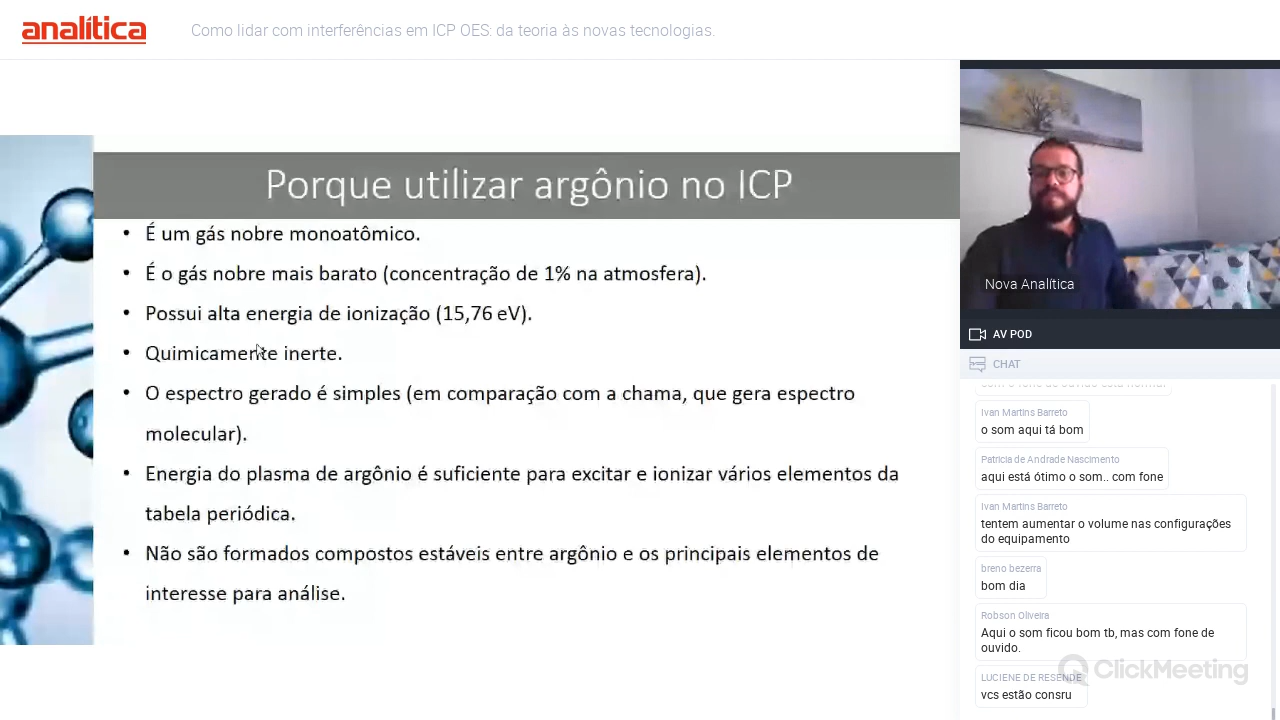 analítica
Como lidar com interferências em ICP OES: da teoria às novas tecnologias.
Porque utilizar argônio no ICP
• É um gás nobre monoatômico.
• É o gás nobre mais barato (concentração de 1% na atmosfera).
• Possui alta energia de ionização (15,76 eV).
• Quimicamente inerte.
• O espectro gerado é simples (em comparação com a chama, que gera espectro
molecular).
• Energia do plasma de argônio é suficiente para excitar e ionizar vários elementos da
tabela periódica.
• Não são formados compostos estáveis entre argônio e os principais elementos de
interesse para análise.
Nova Analítica
AV POD
CHAT
Ivan Martins Barreto
o som aqui tá bom
Patricia de Andrade Nascimento
aqui está ótimo o som.. com fone
Ivan Martins Barreto
tentem aumentar o volume nas configurações
do equipamento
breno bezerra
bom dia
Robson Oliveira
Aqui o som ficou bom tb, mas com fone de
ouvido.
LUCIENE DE RESENDE
vcs estão consru
ClickMeeting